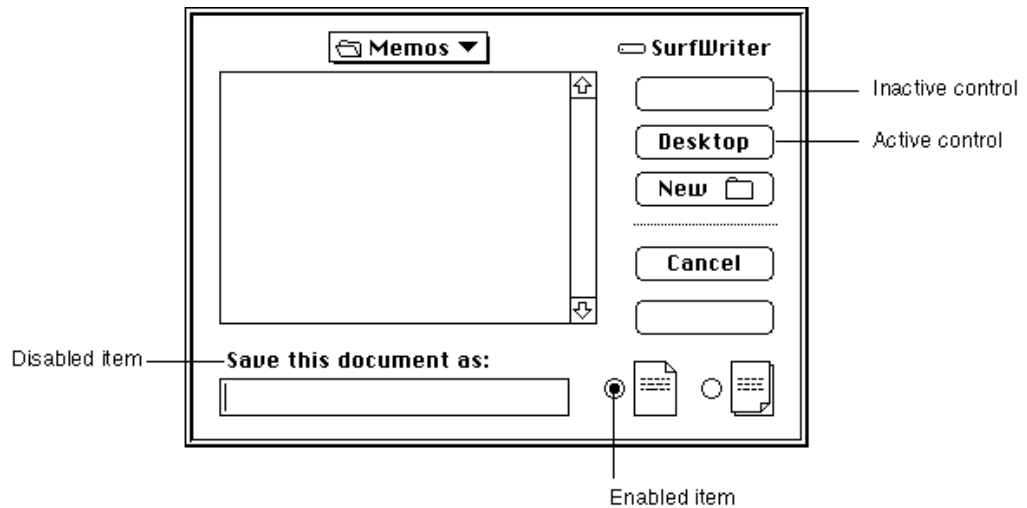 Memos
SurfWriter
Inactive control
Desktop
Active control
New
Cancel
Disabled item
Save this document as:
Enabled item